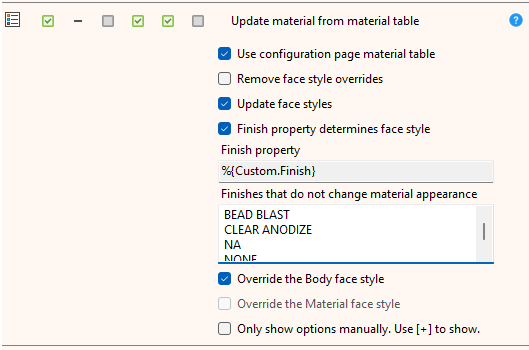 Update material from material table
?
Use configuration page material table
Remove face style overrides
Update face styles
Finish property determines face style
Finish property
%{Custom.Finish}
Finishes that do not change material appearance
BEAD BLAST
CLEAR ANODIZE
NA
NONE
Override the Body face style
Override the Material face style
Only show options manually. Use [+] to show.